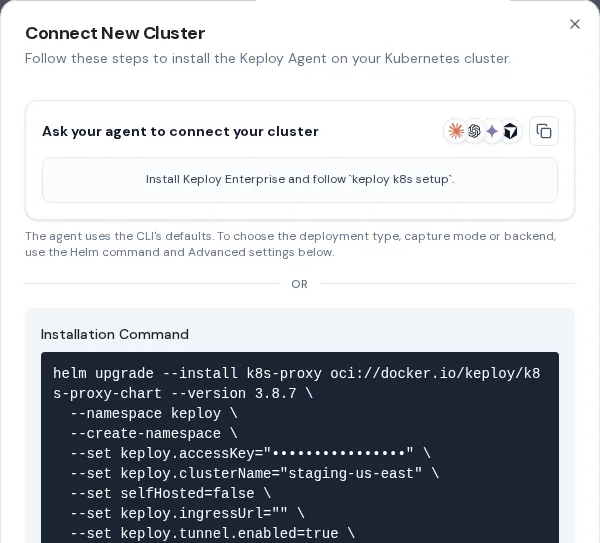 Connect New Cluster
Follow these steps to install the Keploy Agent on your Kubernetes cluster.
Ask your agent to connect your cluster
Install Keploy Enterprise and follow `keploy k8s setup`.
The agent uses the CLI's defaults. To choose the deployment type, capture mode or backend,
use the Helm command and Advanced settings below.
OR
Installation Command
helm upgrade --install k8s-proxy oci://docker.io/keploy/k8
s-proxy-chart --version 3.8.7 \
  --namespace keploy \
  --create-namespace \
  --set keploy.accessKey="••••••••••••••••" \
  --set keploy.clusterName="staging-us-east" \
  --set selfHosted=false \
  --set keploy.ingressUrl="" \
  --set keploy.tunnel.enabled=true \